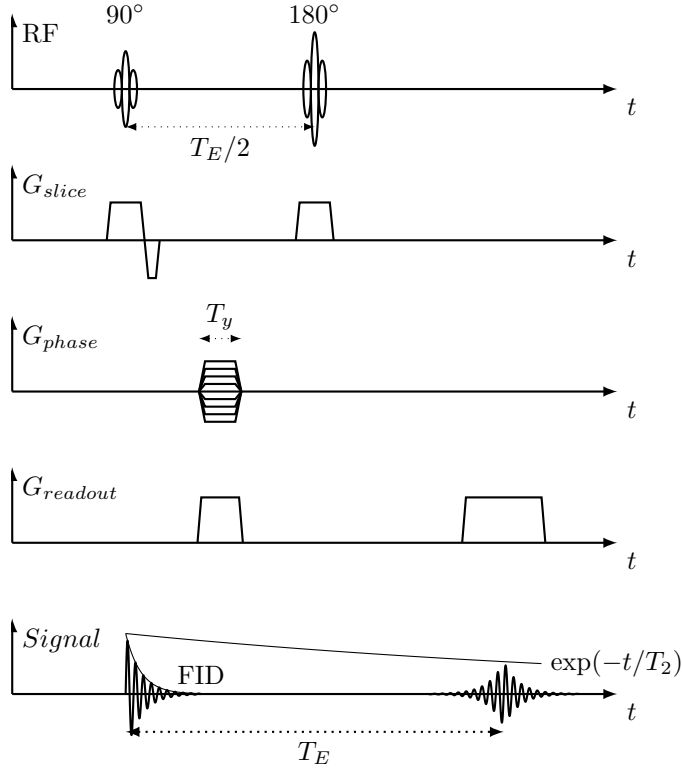 90° 180°
RF
t
T_E/2
G_slice
t
T_y
G_phase
t
G_readout
t
Signal
FID
exp(−t/T_2)
t
T_E